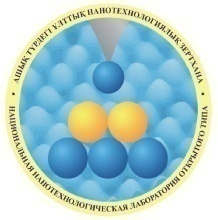 АШЫҚ ТҮРДЕГІ ҰЛТТЫҚ НАНОТЕХНОЛОГИЯЛЫҚ ЗЕРТХАНА
НАЦИОНАЛЬНАЯ НАНОТЕХНОЛОГИЧЕСКАЯ ЛАБОРАТОРИЯ ОТКРЫТОГО ТИПА